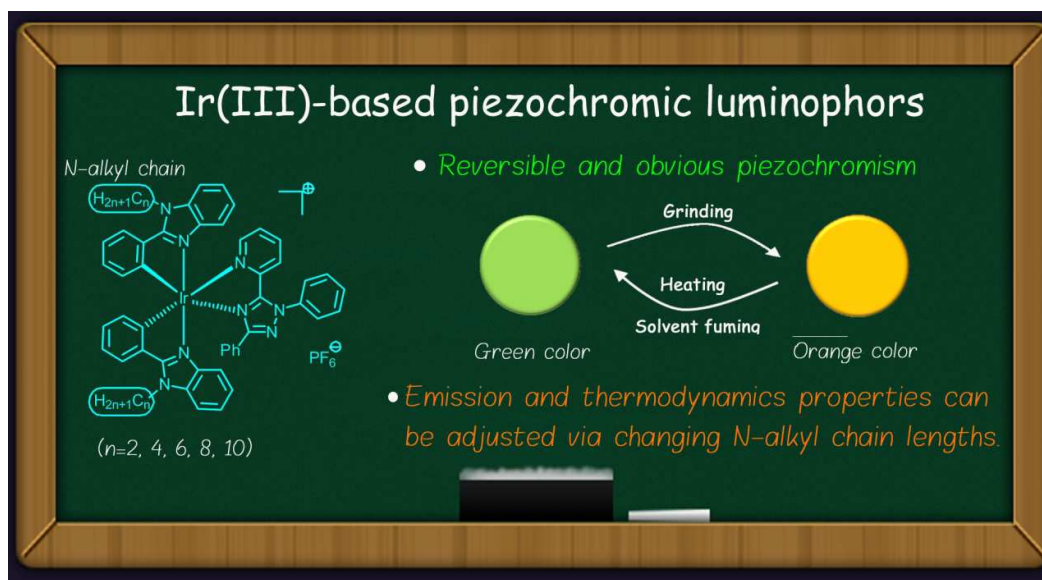 Ir(III)-based piezochromic luminophors
N-alkyl chain
H2n+1Cn
N
N
Ir
N
N
N
N
Ph
N
N
H2n+1Cn
⊕
PF6⊖
(n=2, 4, 6, 8, 10)
• Reversible and obvious piezochromism
Grinding
Heating
Solvent fuming
Green color
Orange color
• Emission and thermodynamics properties can
be adjusted via changing N-alkyl chain lengths.